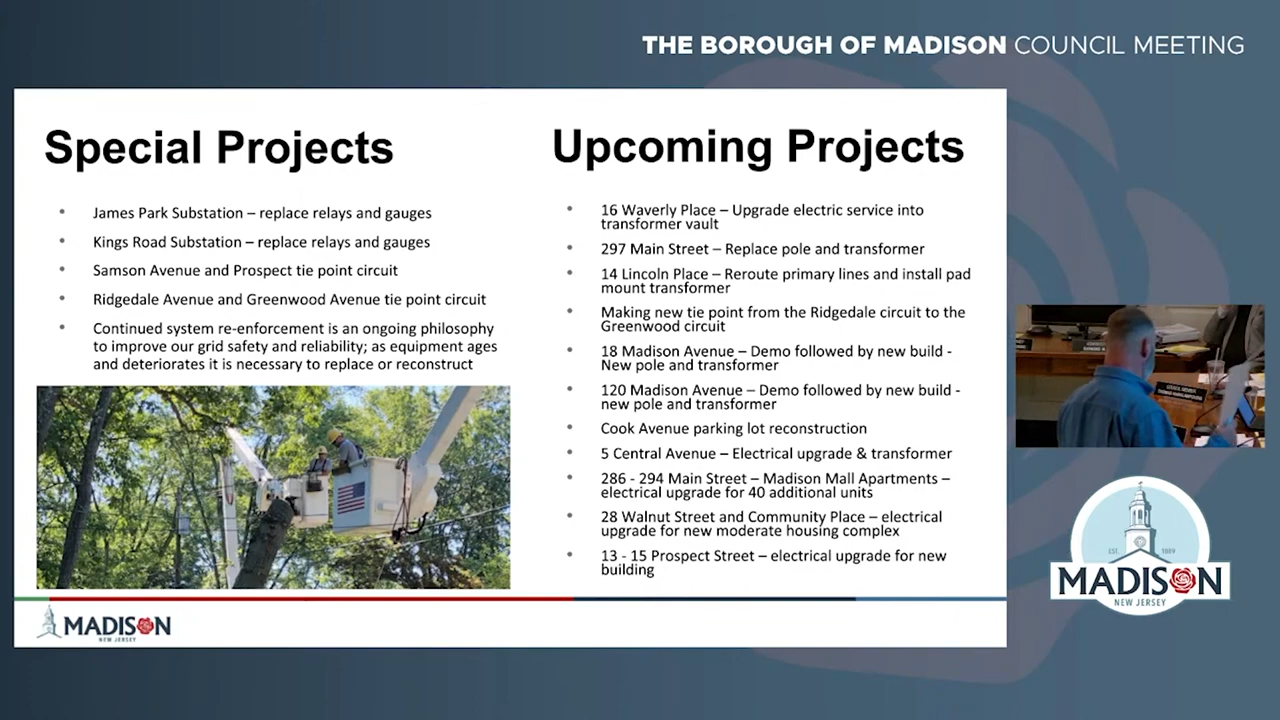 THE BOROUGH OF MADISON COUNCIL MEETING
Special Projects
• James Park Substation – replace relays and gauges
• Kings Road Substation – replace relays and gauges
• Samson Avenue and Prospect tie point circuit
• Ridgedale Avenue and Greenwood Avenue tie point circuit
• Continued system re-enforcement is an ongoing philosophy
to improve our grid safety and reliability; as equipment ages
and deteriorates it is necessary to replace or reconstruct
Upcoming Projects
• 16 Waverly Place – Upgrade electric service into
transformer vault
• 297 Main Street – Replace pole and transformer
• 14 Lincoln Place – Reroute primary lines and install pad
mount transformer
• Making new tie point from the Ridgedale circuit to the
Greenwood circuit
• 18 Madison Avenue – Demo followed by new build -
New pole and transformer
• 120 Madison Avenue – Demo followed by new build -
new pole and transformer
• Cook Avenue parking lot reconstruction
• 5 Central Avenue – Electrical upgrade & transformer
• 286 - 294 Main Street – Madison Mall Apartments –
electrical upgrade for 40 additional units
• 28 Walnut Street and Community Place – electrical
upgrade for new moderate housing complex
• 13 - 15 Prospect Street – electrical upgrade for new
building
MADISON
NEW JERSEY
EST. 1889
MADISON
NEW JERSEY